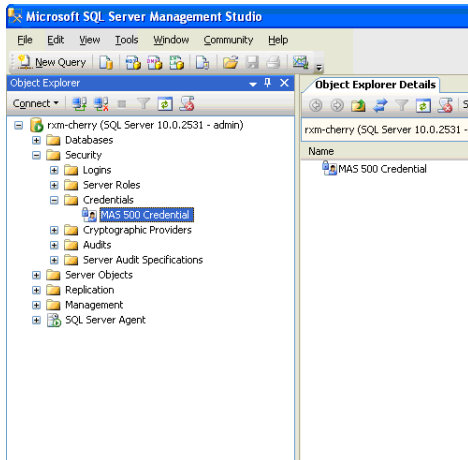 Microsoft SQL Server Management Studio
File Edit View Tools Window Community Help
New Query
Object Explorer
Connect
rxm-cherry (SQL Server 10.0.2531 - admin)
Databases
Security
Logins
Server Roles
Credentials
MAS 500 Credential
Cryptographic Providers
Audits
Server Audit Specifications
Server Objects
Replication
Management
SQL Server Agent
Object Explorer Details
S
rxm-cherry (SQL Server 10.0.2531 -
Name
MAS 500 Credential